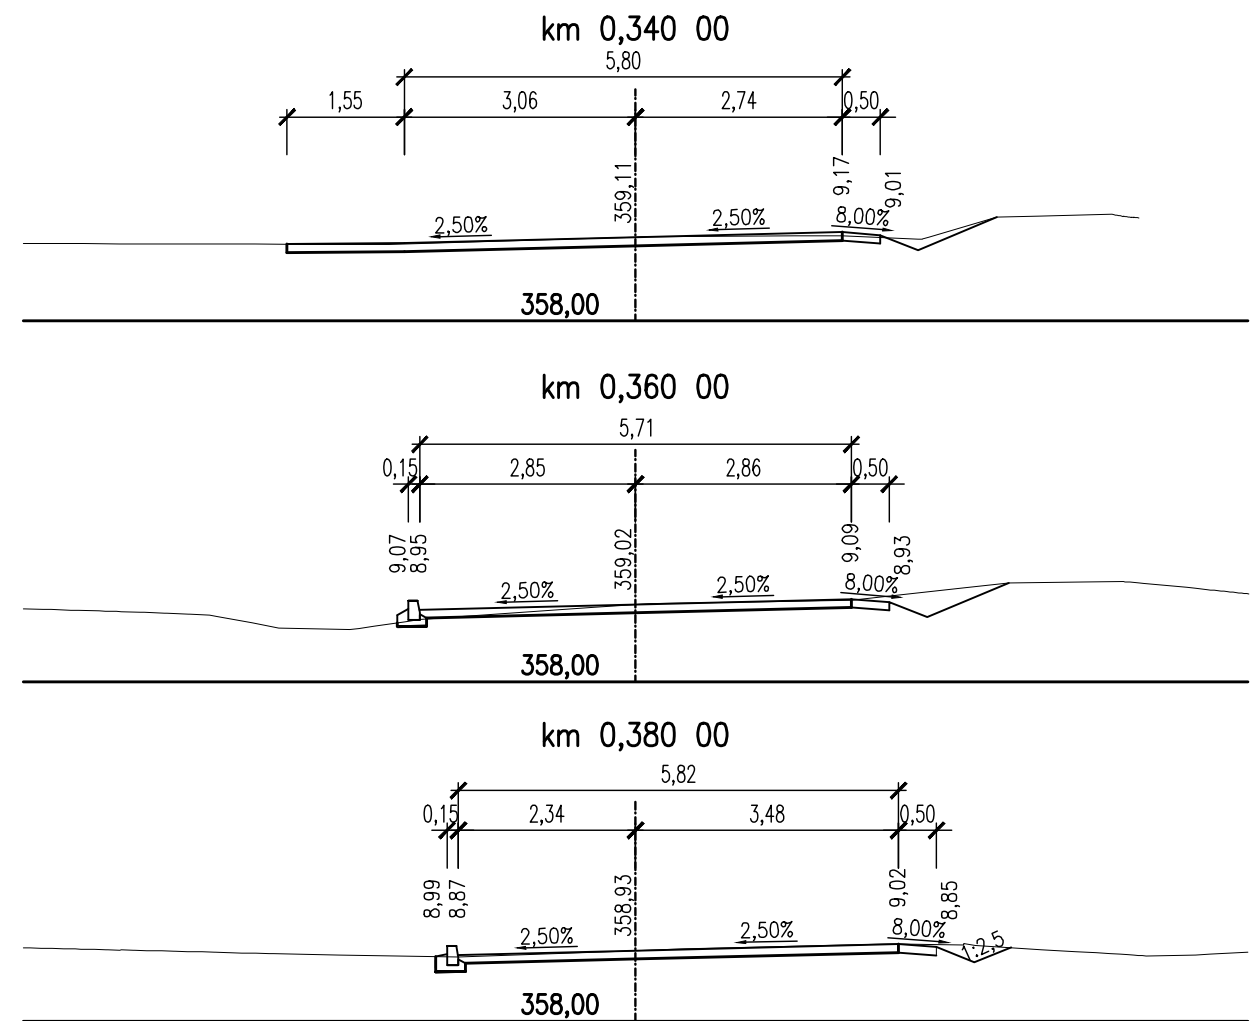 km 0,340 00
5,80
1,55 3,06 2,74 0,50
359,11 9,17 9,01
2,50% 2,50% 8,00%
358,00
km 0,360 00
5,71
0,15 2,85 2,86 0,50
9,07 8,95 359,02 9,09 8,93
2,50% 2,50% 8,00%
358,00
km 0,380 00
5,82
0,15 2,34 3,48 0,50
8,99 8,87 358,93 9,02 8,85
2,50% 2,50% 8,00% 1:2,5
358,00